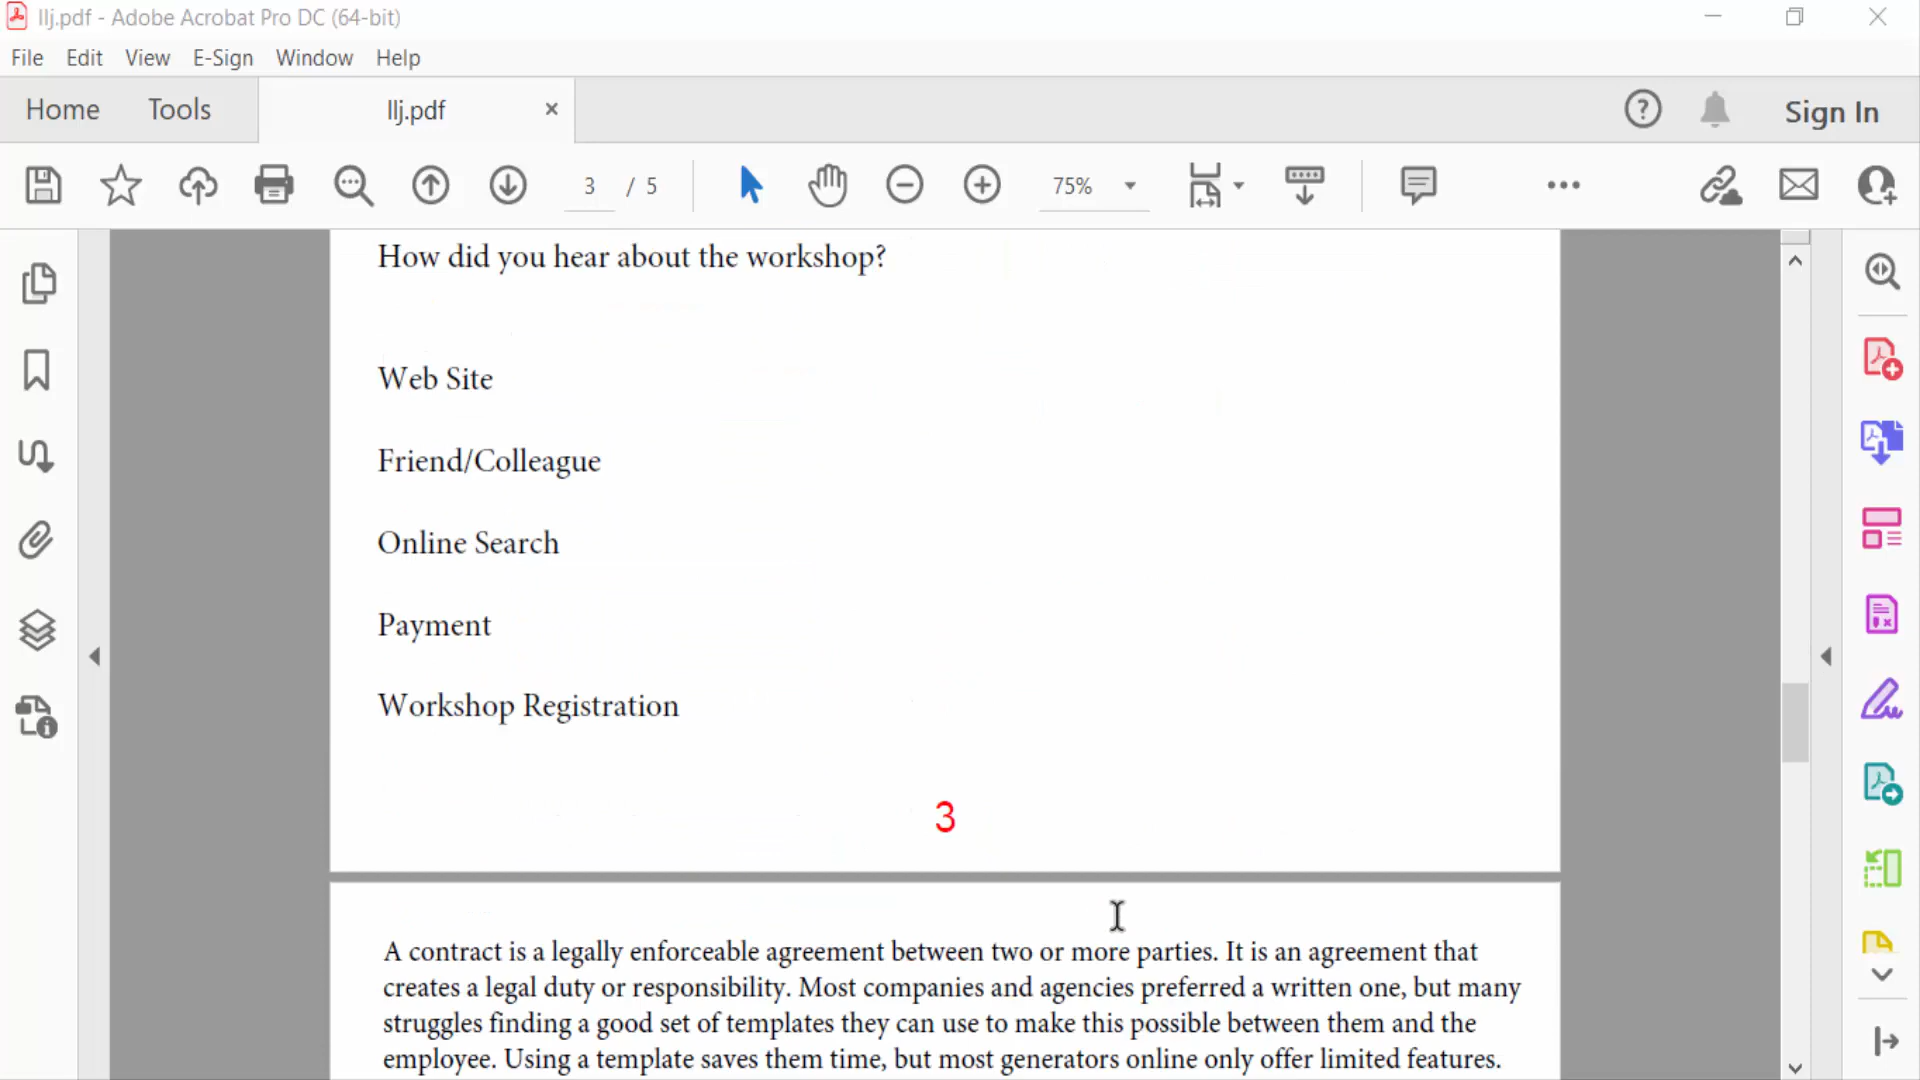 llj.pdf - Adobe Acrobat Pro DC (64-bit)
File Edit View E-Sign Window Help
Home Tools llj.pdf × Sign In
3 / 5 75%
How did you hear about the workshop?
Web Site
Friend/Colleague
Online Search
Payment
Workshop Registration
3
A contract is a legally enforceable agreement between two or more parties. It is an agreement that
creates a legal duty or responsibility. Most companies and agencies preferred a written one, but many
struggles finding a good set of templates they can use to make this possible between them and the
employee. Using a template saves them time, but most generators online only offer limited features.